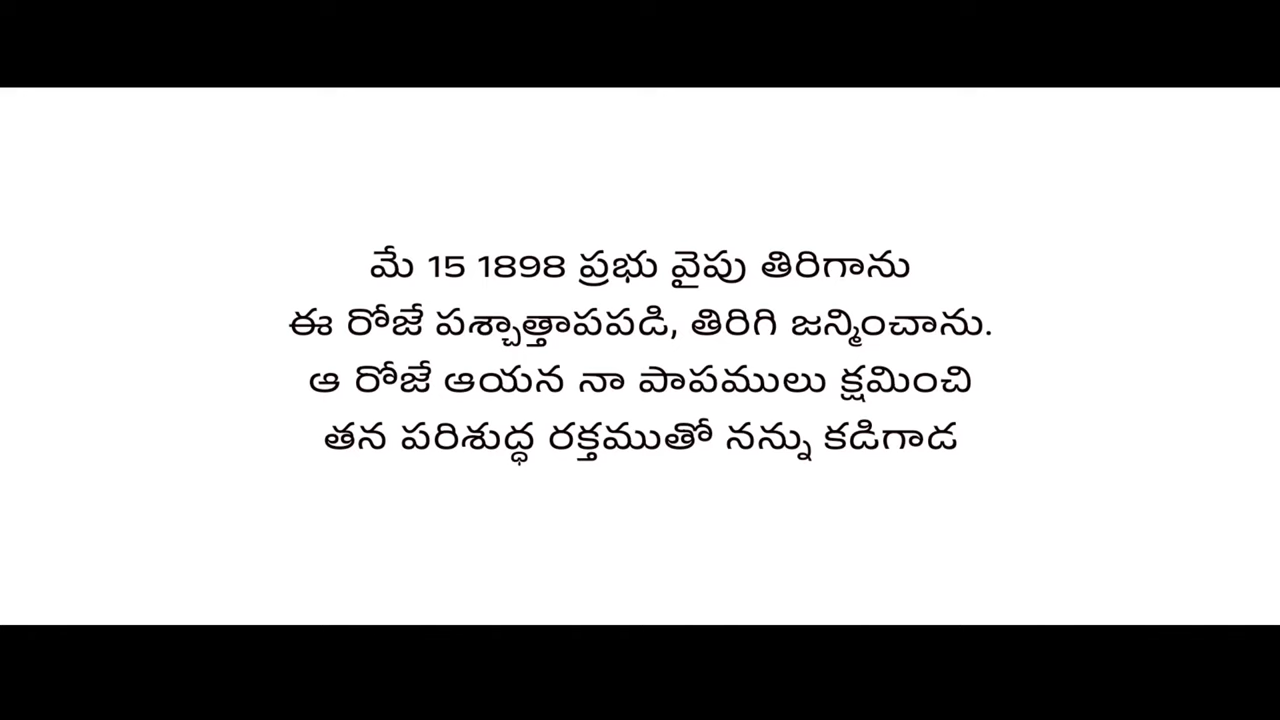 మే 15 1898 ప్రభు వైపు తిరిగాను
ఈ రోజే పశ్చాత్తాపపడి, తిరిగి జన్మించాను.
ఆ రోజే ఆయన నా పాపములు క్షమించి
తన పరిశుద్ధ రక్తముతో నన్ను కడిగాడ